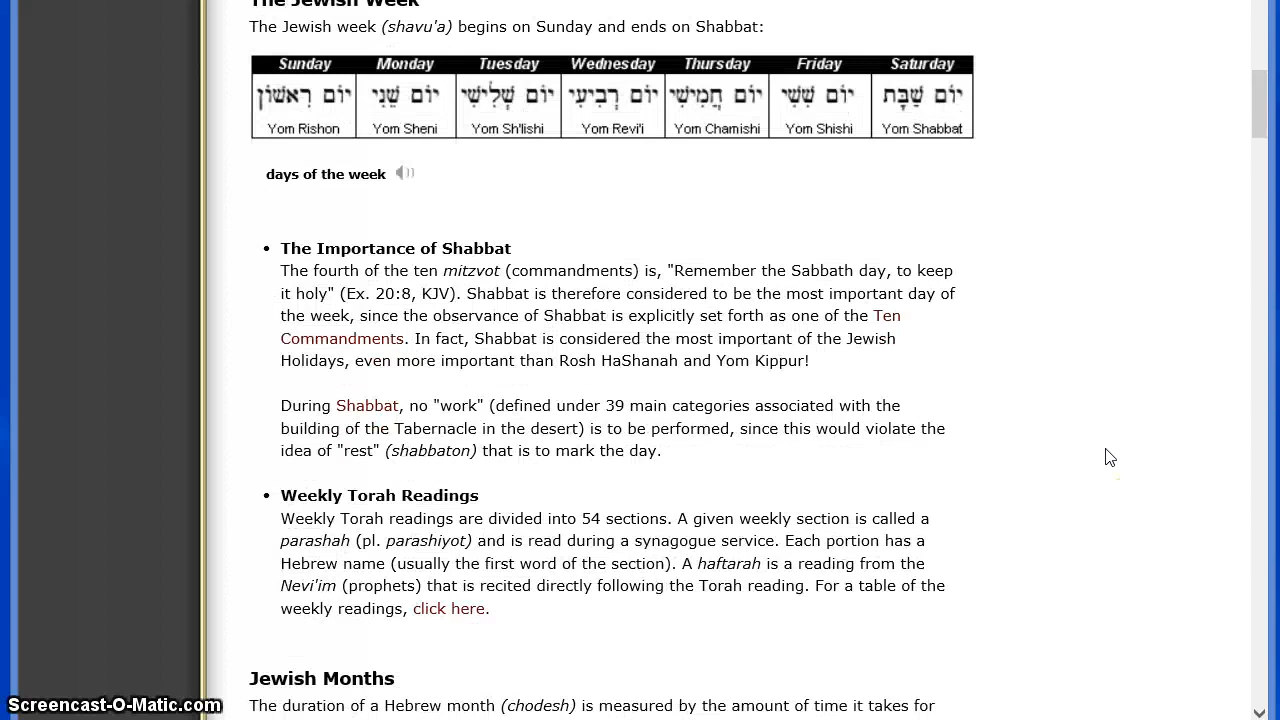 The Jewish Week
The Jewish week (shavu'a) begins on Sunday and ends on Shabbat:
Sunday Monday Tuesday Wednesday Thursday Friday Saturday
יוֹם רִאשׁוֹן יוֹם שֵׁנִי יוֹם שְׁלִישִׁי יוֹם רְבִיעִי יוֹם חֲמִישִׁי יוֹם שִׁשִּׁי יוֹם שַׁבָּת
Yom Rishon Yom Sheni Yom Sh'lishi Yom Revi'i Yom Chamishi Yom Shishi Yom Shabbat
days of the week
• The Importance of Shabbat
The fourth of the ten mitzvot (commandments) is, "Remember the Sabbath day, to keep
it holy" (Ex. 20:8, KJV). Shabbat is therefore considered to be the most important day of
the week, since the observance of Shabbat is explicitly set forth as one of the Ten
Commandments. In fact, Shabbat is considered the most important of the Jewish
Holidays, even more important than Rosh HaShanah and Yom Kippur!
During Shabbat, no "work" (defined under 39 main categories associated with the
building of the Tabernacle in the desert) is to be performed, since this would violate the
idea of "rest" (shabbaton) that is to mark the day.
• Weekly Torah Readings
Weekly Torah readings are divided into 54 sections. A given weekly section is called a
parashah (pl. parashiyot) and is read during a synagogue service. Each portion has a
Hebrew name (usually the first word of the section). A haftarah is a reading from the
Nevi'im (prophets) that is recited directly following the Torah reading. For a table of the
weekly readings, click here.
Jewish Months
The duration of a Hebrew month (chodesh) is measured by the amount of time it takes for
Screencast-O-Matic.com